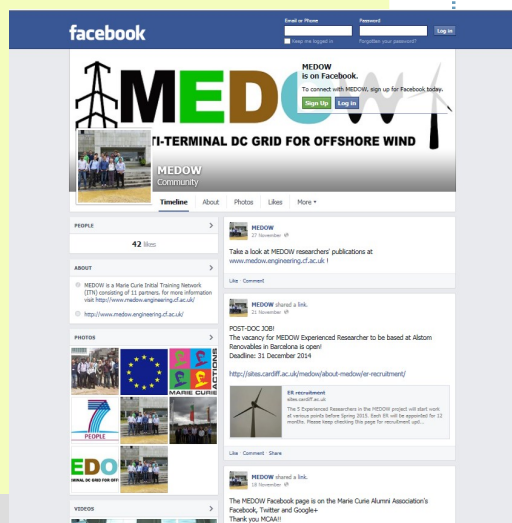 facebook
Email or Phone
Password
Log in
Keep me logged in
Forgotten your password?
MEDOW
MEDOW
is on Facebook.
To connect with MEDOW, sign up for Facebook today.
Sign Up
Log In
TI-TERMINAL DC GRID FOR OFFSHORE WIND
MEDOW
Community
Timeline
About
Photos
Likes
More
PEOPLE
42 likes
ABOUT
MEDOW is a Marie Curie Initial Training Network
(ITN) consisting of 11 partners. for more information
visit http://www.medow.engineering.cf.ac.uk/
http://www.medow.engineering.cf.ac.uk/
PHOTOS
MARIE CURIE
ACTIONS
7
PEOPLE
EDO
MINAL DC GRID FOR OFF
VIDEOS
MEDOW
27 November
Take a look at MEDOW researchers' publications at
www.medow.engineering.cf.ac.uk !
Like · Comment
MEDOW shared a link.
21 November
POST-DOC JOB!
The vacancy for MEDOW Experienced Researcher to be based at Alstom
Renovables in Barcelona is open!
Deadline: 31 December 2014
http://sites.cardiff.ac.uk/medow/about-medow/er-recruitment/
ER recruitment
sites.cardiff.ac.uk
The 5 Experienced Researchers in the MEDOW project will start work
at various points before Spring 2015. Each ER will be appointed for 12
months. Please keep checking this page for recruitment upd...
Like · Comment · Share
MEDOW shared a link.
18 November
The MEDOW Facebook page is on the Marie Curie Alumni Association's
Facebook, Twitter and Google+
Thank you MCAA!!